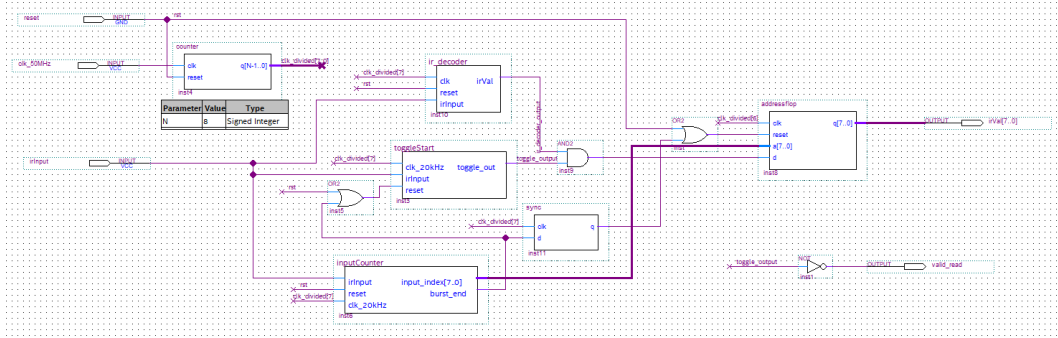 reset
INPUT
GND
rst
clk_50MHz
INPUT
VCC
counter
clk
reset
q[N-1..0]
inst4
clk_divided[7..0]
Parameter Value Type
N 8 Signed Integer
irInput
INPUT
VCC
ir_decoder
clk_divided[7]
rst
clk
reset
irInput
irVal
inst10
ir_decoder_output
toggleStart
clk_divided[7]
clk_20kHz
irInput
reset
toggle_out
inst3
toggle_output
rst
OR2
inst5
AND2
inst9
sync
clk_divided[7]
clk
d
q
inst11
inputCounter
rst
clk_divided[7]
irInput
reset
clk_20kHz
input_index[7..0]
burst_end
inst6
OR2
inst7
addressflop
clk_divided[6]
clk
reset
a[7..0]
d
q[7..0]
inst8
OUTPUT
irVal[7..0]
toggle_output
NOT
inst1
OUTPUT
valid_read